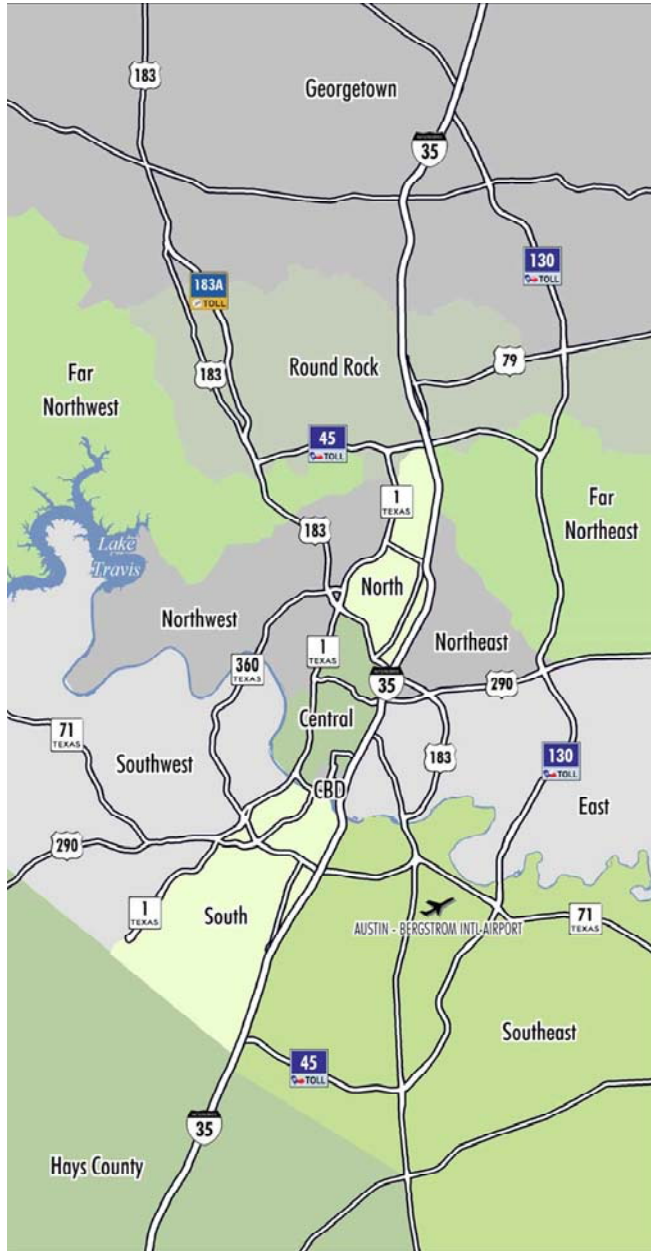 183
Georgetown
35
130
TOLL
183A
TOLL
79
Round Rock
Far
Northwest
183
45
TOLL
1
TEXAS
Far
Northeast
183
Lake
Travis
North
Northwest
Northeast
1
TEXAS
360
TEXAS
35
290
Central
71
TEXAS
183
130
TOLL
Southwest
CBD
East
290
1
TEXAS
South
AUSTIN - BERGSTROM INTL AIRPORT
71
TEXAS
Southeast
45
TOLL
35
Hays County